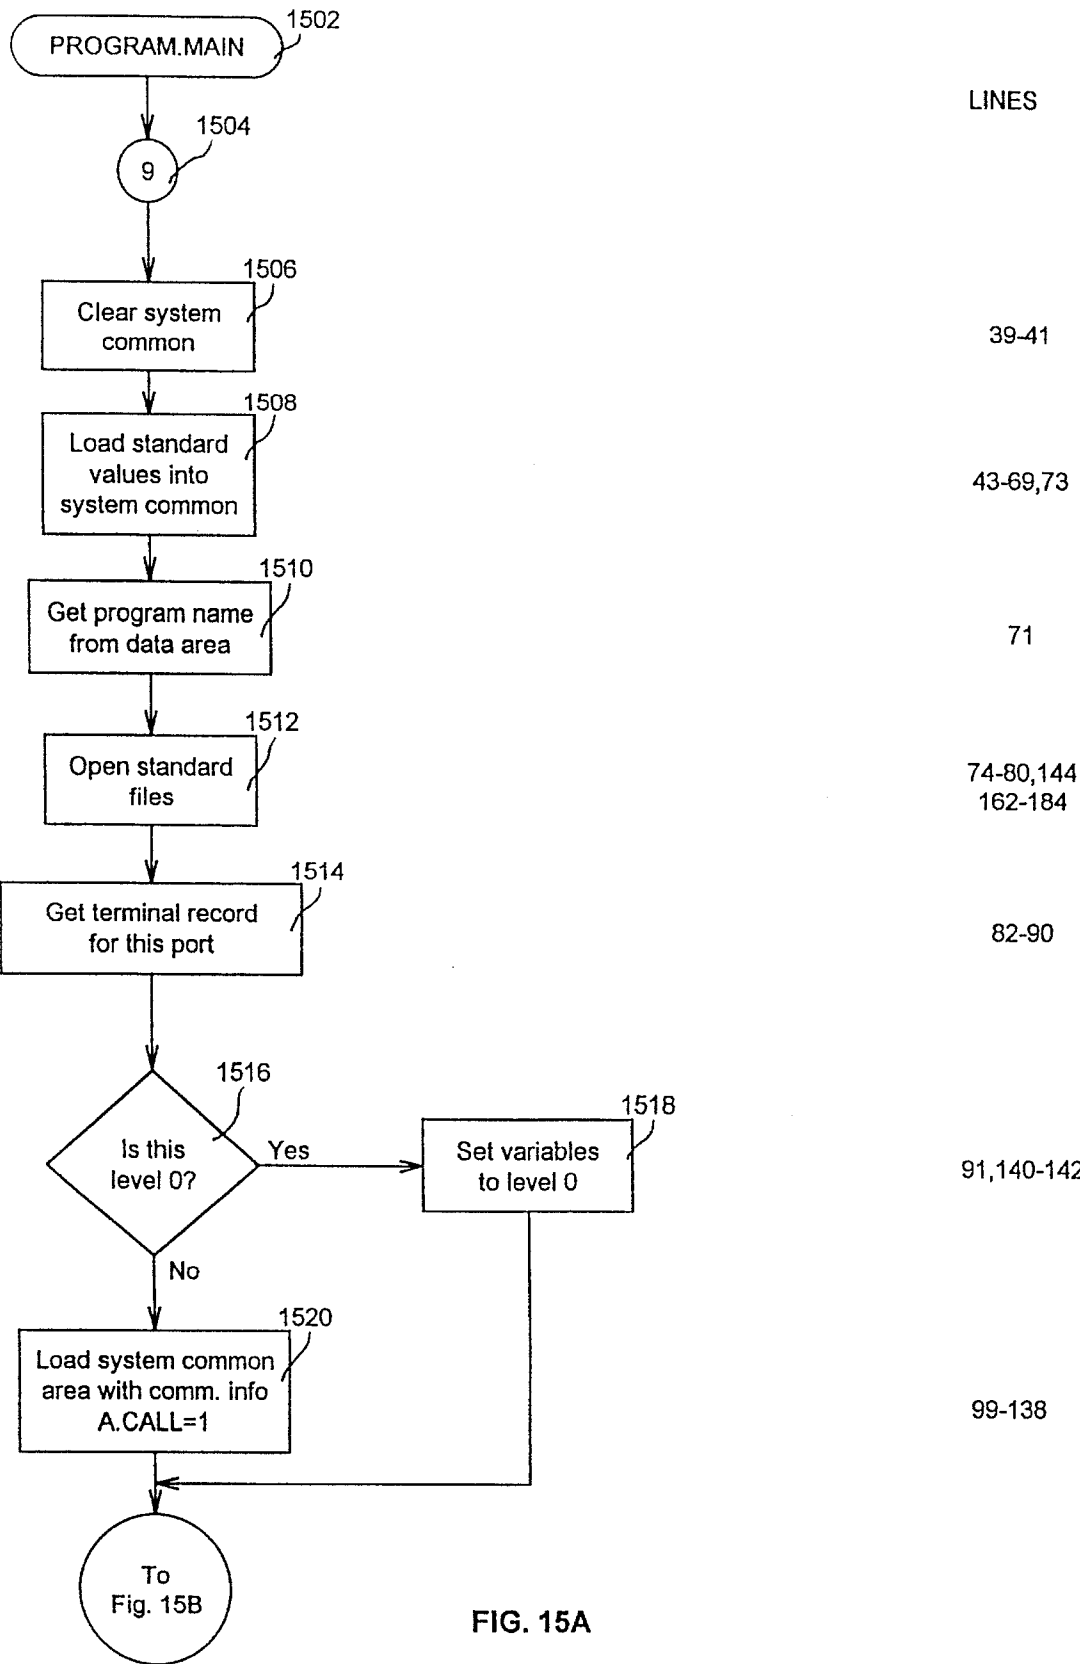 1502
PROGRAM.MAIN
LINES
1504
9
1506
Clear system
common
39-41
1508
Load standard
values into
system common
43-69,73
1510
Get program name
from data area
71
1512
Open standard
files
74-80,144
162-184
1514
Get terminal record
for this port
82-90
1516
Is this
level 0?
Yes
1518
Set variables
to level 0
91,140-142
No
1520
Load system common
area with comm. info
A.CALL=1
99-138
To
Fig. 15B
FIG. 15A